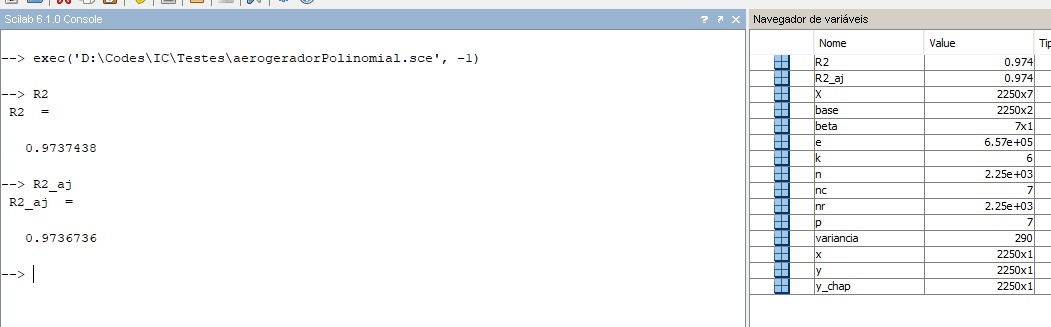 Scilab 6.1.0 Console ? ↗ ×
--> exec('D:\Codes\IC\Testes\aerogeradorPolinomial.sce', -1)
--> R2
R2  =
0.9737438
--> R2_aj
R2_aj  =
0.9736736
-->
Navegador de variáveis
Nome Value Tip
R2 0.974
R2_aj 0.974
X 2250x7
base 2250x2
beta 7x1
e 6.57e+05
k 6
n 2.25e+03
nc 7
nr 2.25e+03
p 7
variancia 290
x 2250x1
y 2250x1
y_chap 2250x1